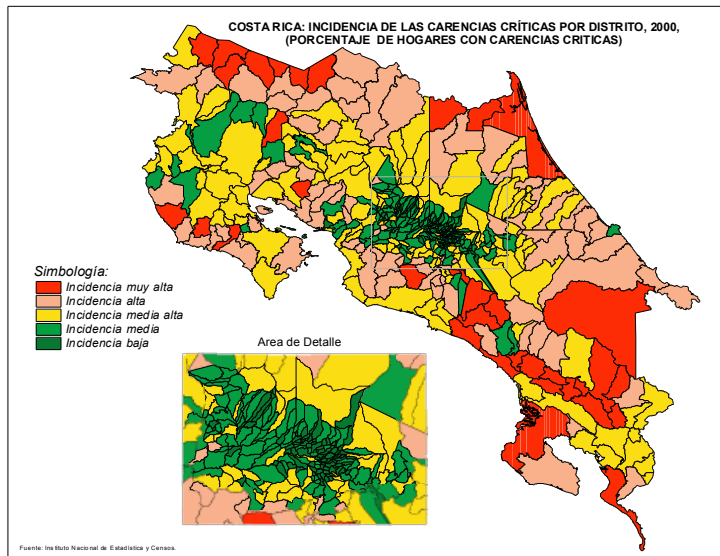 COSTA RICA: INCIDENCIA DE LAS CARENCIAS CRÍTICAS POR DISTRITO, 2000,
(PORCENTAJE DE HOGARES CON CARENCIAS CRITICAS)
Simbología:
Incidencia muy alta
Incidencia alta
Incidencia media alta
Incidencia media
Incidencia baja
Area de Detalle
Fuente: Instituto Nacional de Estadística y Censos.